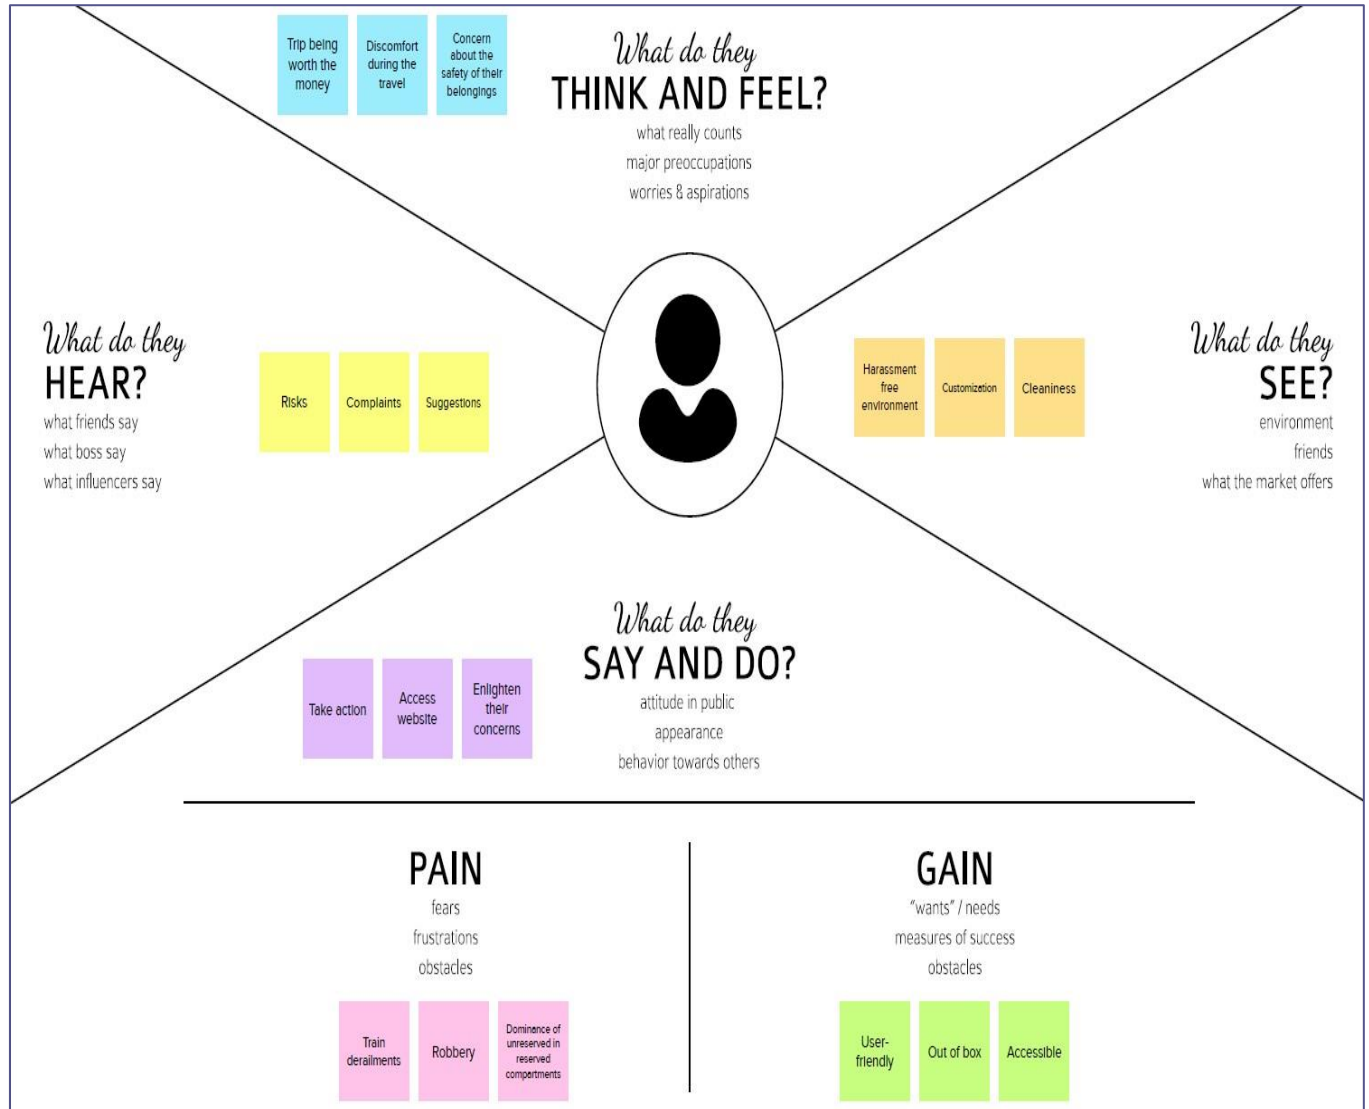 Trip being
worth the
money
Discomfort
during the
travel
Concern
about the
safety of their
belongings
What do they
THINK AND FEEL?
what really counts
major preoccupations
worries & aspirations
What do they
HEAR?
what friends say
what boss say
what influencers say
Risks
Complaints
Suggestions
Harassment
free
environment
Customization
Cleaniness
What do they
SEE?
environment
friends
what the market offers
What do they
SAY AND DO?
attitude in public
appearance
behavior towards others
Take action
Access
website
Enlighten
their
concerns
PAIN
fears
frustrations
obstacles
Train
derailments
Robbery
Dominance of
unreserved in
reserved
compartments
GAIN
"wants" / needs
measures of success
obstacles
User-
friendly
Out of box
Accessible